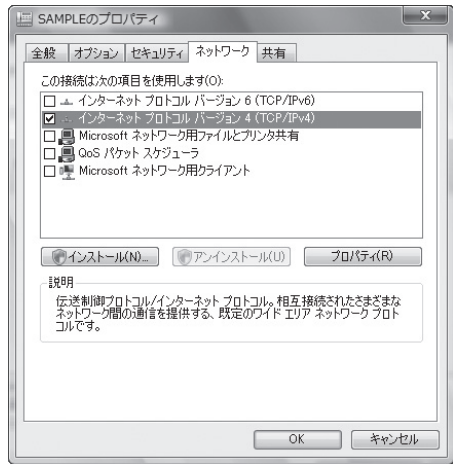 SAMPLEのプロパティ
全般 オプション セキュリティ ネットワーク 共有
この接続は次の項目を使用します(O):
インターネット プロトコル バージョン 6 (TCP/IPv6)
インターネット プロトコル バージョン 4 (TCP/IPv4)
Microsoft ネットワーク用ファイルとプリンタ共有
QoS パケット スケジューラ
Microsoft ネットワーク用クライアント
インストール(N)... アンインストール(U) プロパティ(R)
説明
伝送制御プロトコル/インターネット プロトコル。相互接続されたさまざまな
ネットワーク間の通信を提供する、既定のワイド エリア ネットワーク プロト
コルです。
OK キャンセル